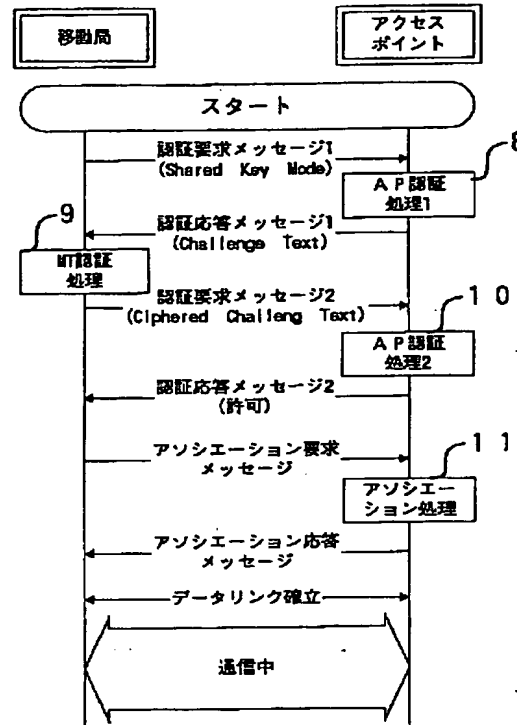 移動局
アクセス
ポイント
スタート
認証要求メッセージ1
(Shared Key Mode)
8
AP認証
処理1
認証応答メッセージ1
(Challenge Text)
9
MT認証
処理
認証要求メッセージ2
(Ciphered Challeng Text)
10
AP認証
処理2
認証応答メッセージ2
(許可)
アソシエーション要求
メッセージ
11
アソシエー
ション処理
アソシエーション応答
メッセージ
データリンク確立
通信中